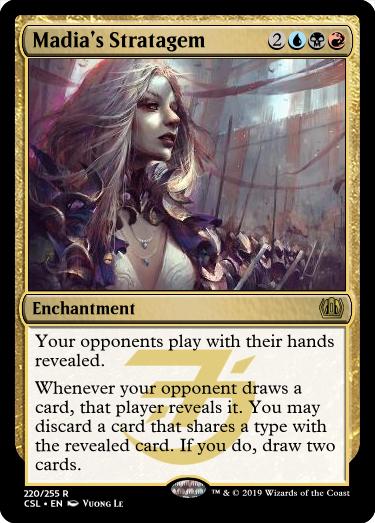 Madia's Stratagem 2
Enchantment
Your opponents play with their hands
revealed.
Whenever your opponent draws a
card, that player reveals it. You may
discard a card that shares a type with
the revealed card. If you do, draw two
cards.
220/255 R
CSL • EN Vuong Le ™ & © 2019 Wizards of the Coast